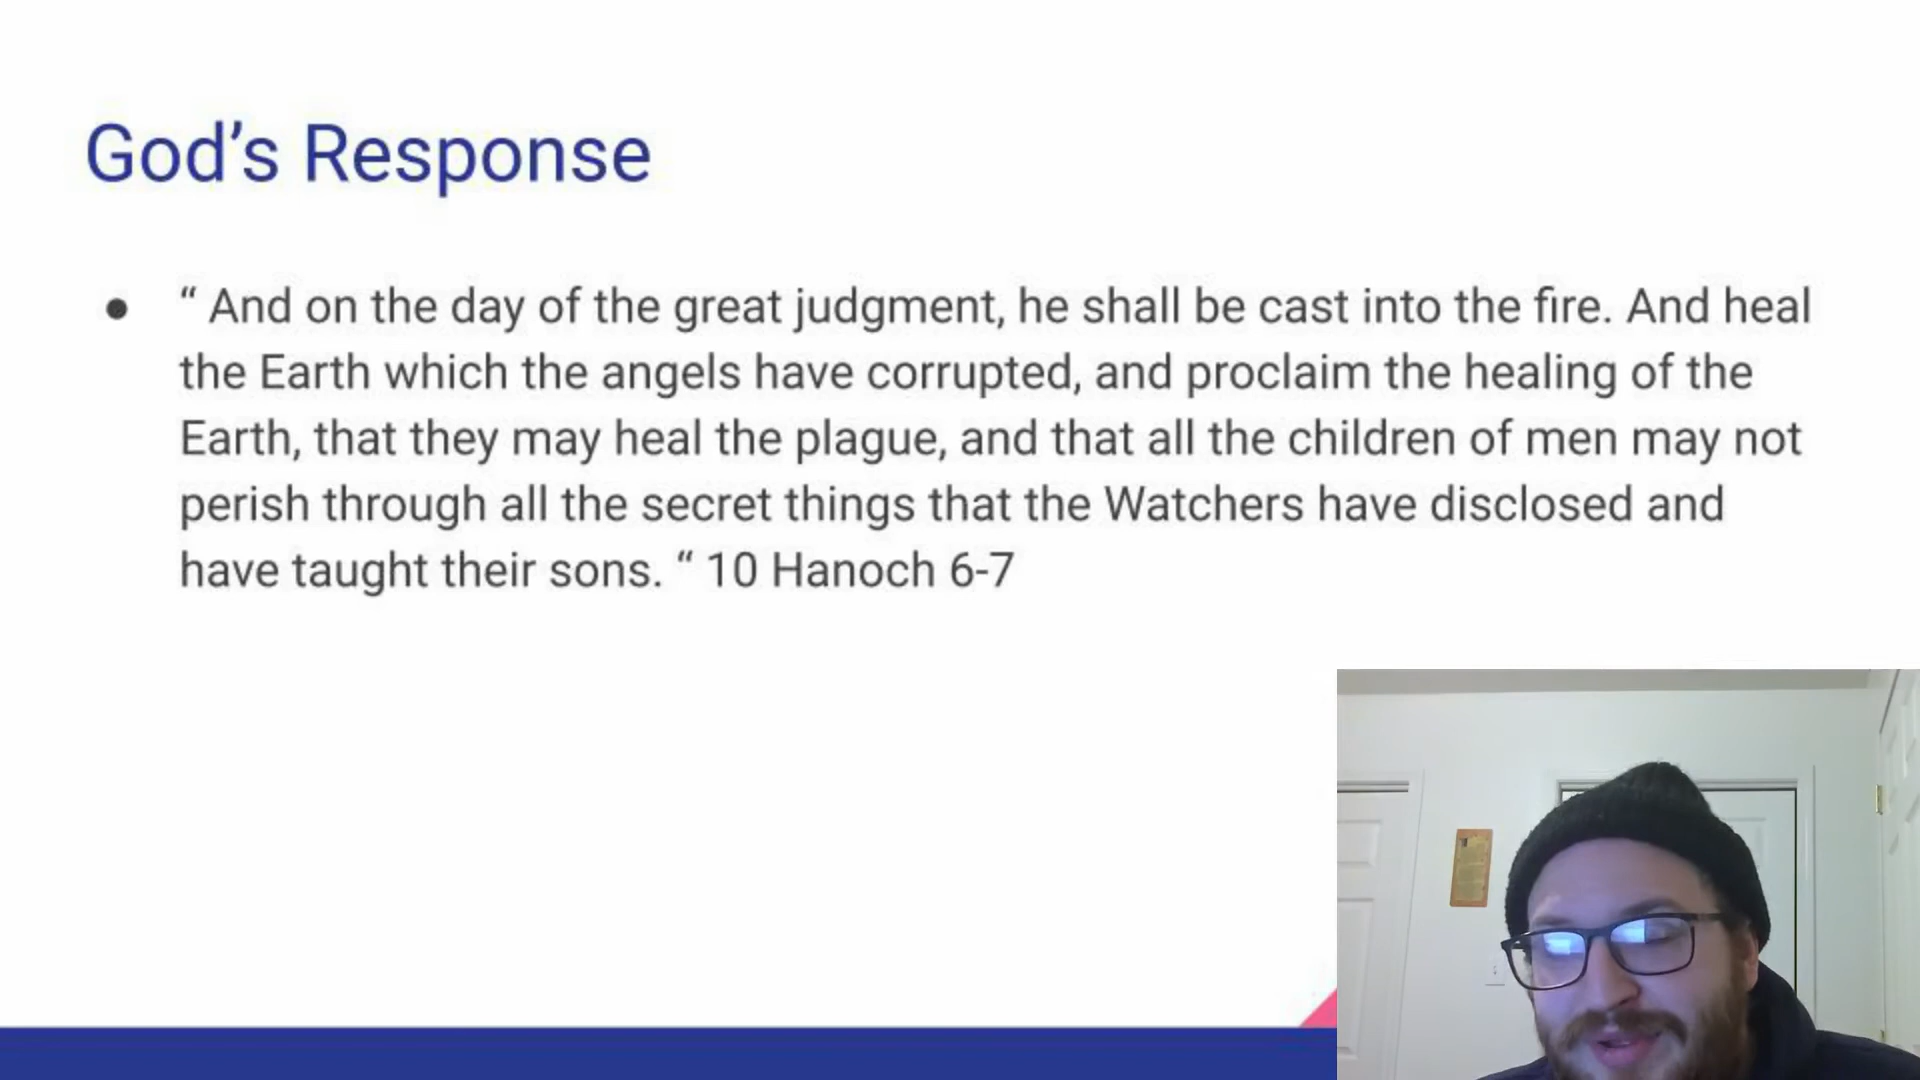 God’s Response
● “ And on the day of the great judgment, he shall be cast into the fire. And heal
the Earth which the angels have corrupted, and proclaim the healing of the
Earth, that they may heal the plague, and that all the children of men may not
perish through all the secret things that the Watchers have disclosed and
have taught their sons. “ 10 Hanoch 6-7